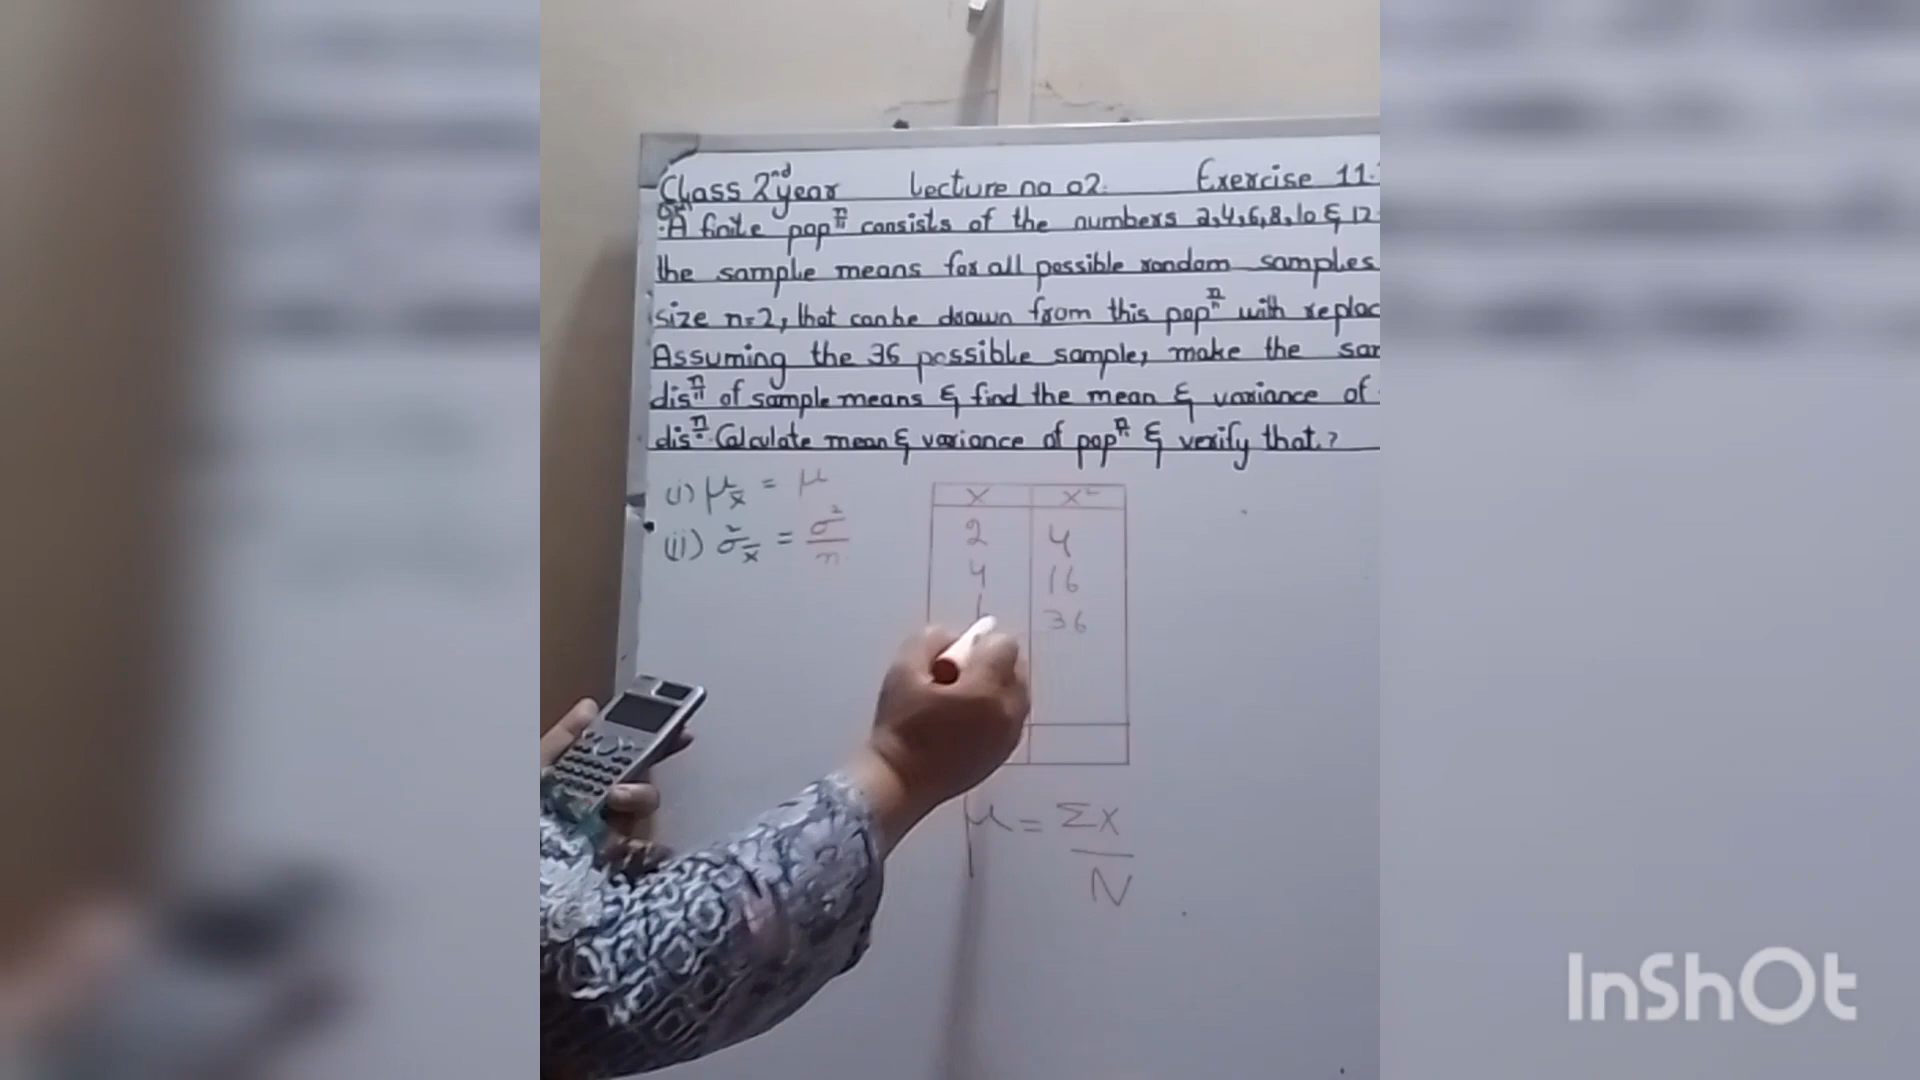 Class 2nd year Lecture no 02. Exercise 11.
A finite popn consists of the numbers 2,4,6,8,10 & 12
the sample means for all possible random samples
size n=2, that can be drawn from this popn with replac
Assuming the 36 possible sample, make the sam
disn of sample means & find the mean & variance of
disn. Calculate mean & variance of popn & verify that?
(i) μx̄ = μ
(ii) σ²x̄ = σ²/n
X X²
2 4
4 16
36
μ = ΣX
N
InShOt